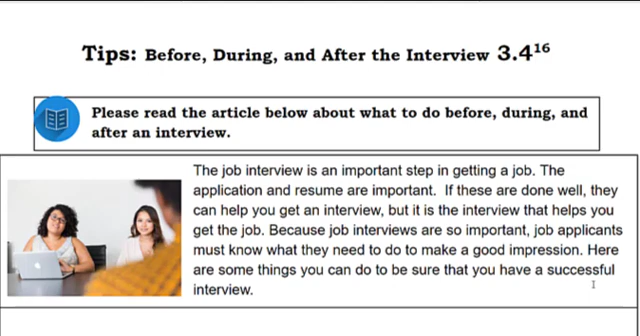 Tips: Before, During, and After the Interview 3.4¹⁶
Please read the article below about what to do before, during, and
after an interview.
The job interview is an important step in getting a job. The
application and resume are important.  If these are done well, they
can help you get an interview, but it is the interview that helps you
get the job. Because job interviews are so important, job applicants
must know what they need to do to make a good impression. Here
are some things you can do to be sure that you have a successful
interview.